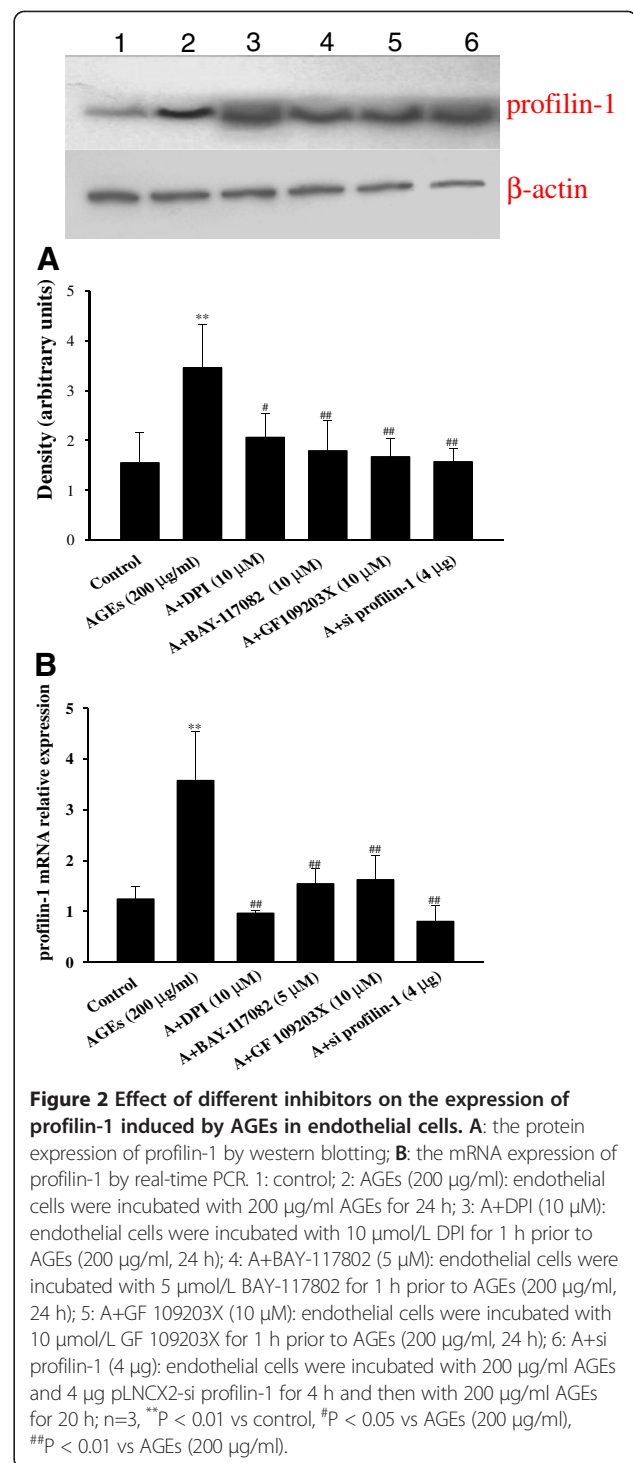 1 2 3 4 5 6
profilin-1
β-actin
A
Density (arbitrary units)
5
4
3
2
1
0
**
#
##
##
##
Control
AGEs (200 µg/ml)
A+DPI (10 µM)
A+BAY-117082 (10 µM)
A+GF109203X (10 µM)
A+si profilin-1 (4 µg)
B
profilin-1 mRNA relative expression
5
4
3
2
1
0
**
##
##
##
##
Control
AGEs (200 µg/ml)
A+DPI (10 µM)
A+BAY-117082 (5 µM)
A+GF 109203X (10 µM)
A+si profilin-1 (4 µg)
Figure 2 Effect of different inhibitors on the expression of
profilin-1 induced by AGEs in endothelial cells. A: the protein
expression of profilin-1 by western blotting; B: the mRNA expression of
profilin-1 by real-time PCR. 1: control; 2: AGEs (200 µg/ml): endothelial
cells were incubated with 200 µg/ml AGEs for 24 h; 3: A+DPI (10 µM):
endothelial cells were incubated with 10 µmol/L DPI for 1 h prior to
AGEs (200 µg/ml, 24 h); 4: A+BAY-117802 (5 µM): endothelial cells were
incubated with 5 µmol/L BAY-117802 for 1 h prior to AGEs (200 µg/ml,
24 h); 5: A+GF 109203X (10 µM): endothelial cells were incubated with
10 µmol/L GF 109203X for 1 h prior to AGEs (200 µg/ml, 24 h); 6: A+si
profilin-1 (4 µg): endothelial cells were incubated with 200 µg/ml AGEs
and 4 µg pLNCX2-si profilin-1 for 4 h and then with 200 µg/ml AGEs
for 20 h; n=3, **P < 0.01 vs control, #P < 0.05 vs AGEs (200 µg/ml),
##P < 0.01 vs AGEs (200 µg/ml).